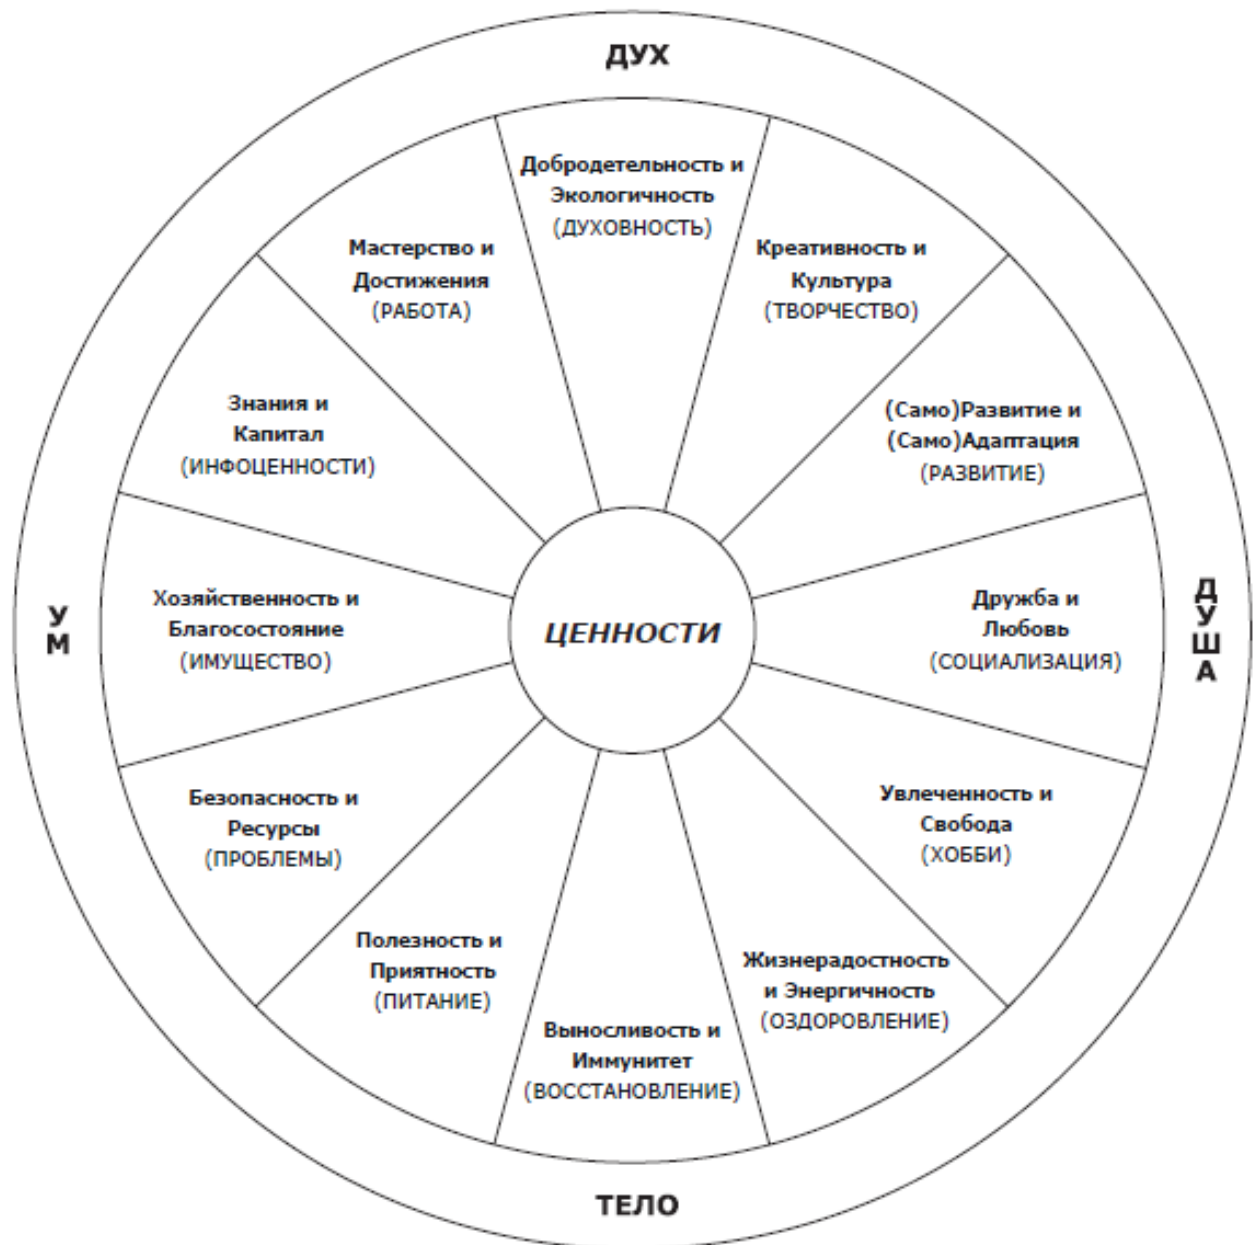 ДУХ
Добродетельность и
Экологичность
(ДУХОВНОСТЬ)
Креативность и
Культура
(ТВОРЧЕСТВО)
(Само)Развитие и
(Само)Адаптация
(РАЗВИТИЕ)
Дружба и
Любовь
(СОЦИАЛИЗАЦИЯ)
ДУША
Увлеченность и
Свобода
(ХОББИ)
Жизнерадостность
и Энергичность
(ОЗДОРОВЛЕНИЕ)
Выносливость и
Иммунитет
(ВОССТАНОВЛЕНИЕ)
ТЕЛО
Полезность и
Приятность
(ПИТАНИЕ)
Безопасность и
Ресурсы
(ПРОБЛЕМЫ)
Хозяйственность и
Благосостояние
(ИМУЩЕСТВО)
УМ
Знания и
Капитал
(ИНФОЦЕННОСТИ)
Мастерство и
Достижения
(РАБОТА)
ЦЕННОСТИ